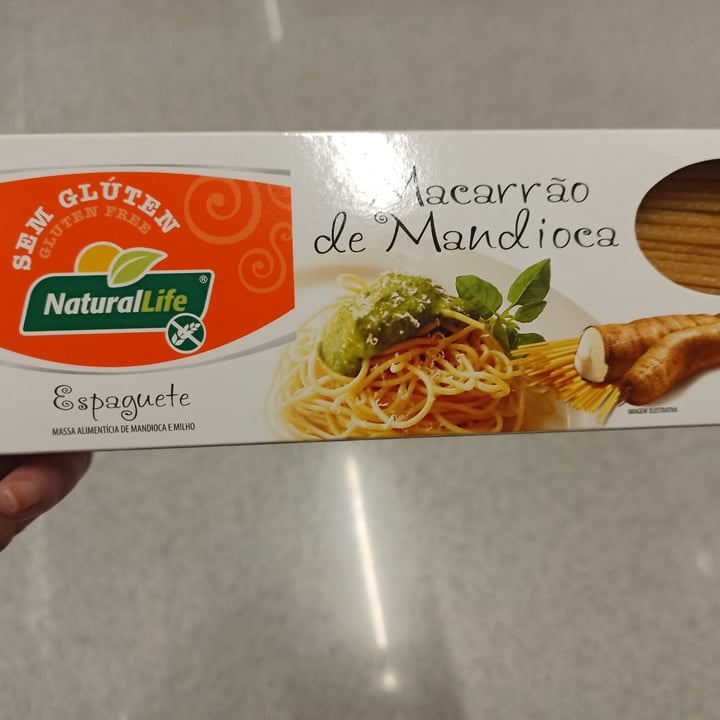 SEM GLÚTEN
GLUTEN FREE
NaturalLife®
Espaguete
MASSA ALIMENTÍCIA DE MANDIOCA E MILHO
Macarrão
de Mandioca
IMAGEM ILUSTRATIVA